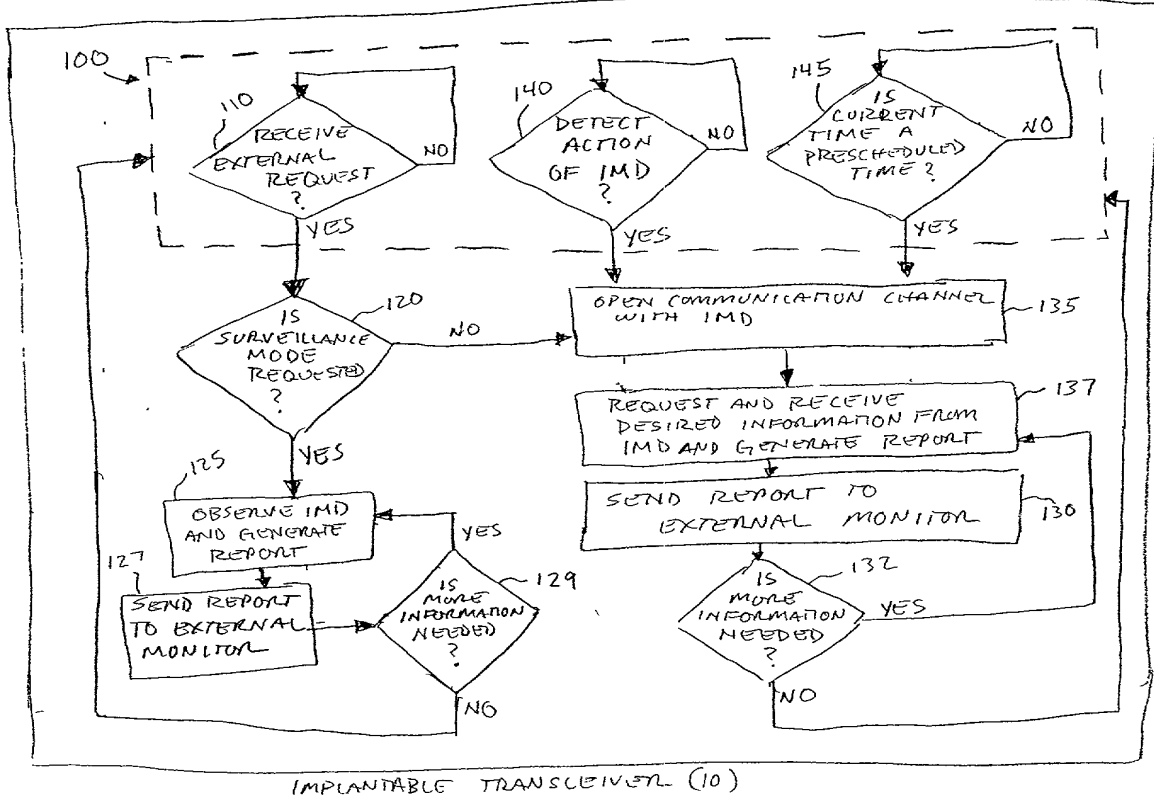 100
110
RECEIVE
EXTERNAL
REQUEST
?
NO
YES
140
DETECT
ACTION
OF IMD
?
NO
YES
145
IS
CURRENT
TIME A
PRESCHEDULED
TIME?
NO
YES
120
IS
SURVEILLANCE
MODE
REQUESTED
?
NO
YES
OPEN COMMUNICATION CHANNEL
WITH IMD
135
REQUEST AND RECEIVE
DESIRED INFORMATION FROM
IMD AND GENERATE REPORT
137
125
OBSERVE IMD
AND GENERATE
REPORT
YES
SEND REPORT TO
EXTERNAL MONITOR
130
127
SEND REPORT
TO EXTERNAL
MONITOR
129
IS
MORE
INFORMATION
NEEDED
?
NO
132
IS
MORE
INFORMATION
NEEDED
?
YES
NO
IMPLANTABLE TRANSCEIVER (10)